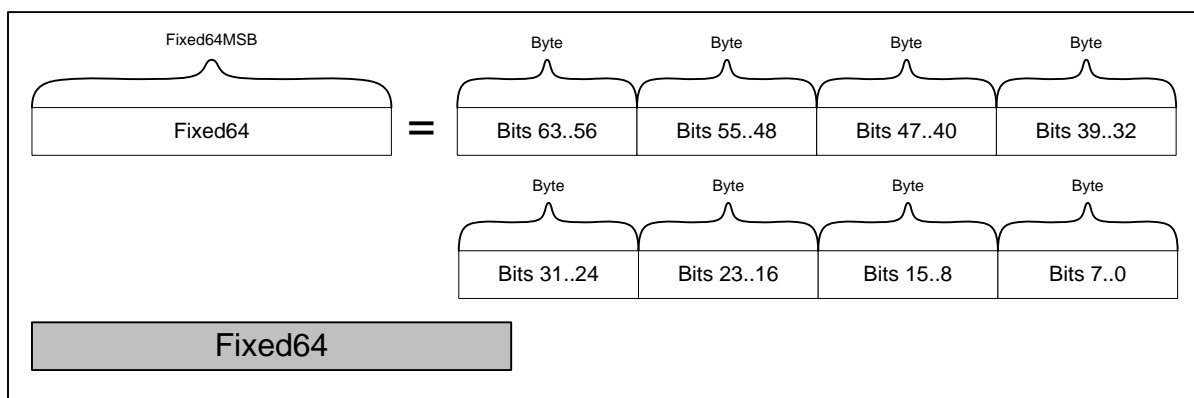 Fixed64MSB Byte Byte Byte Byte
Fixed64 = Bits 63..56 Bits 55..48 Bits 47..40 Bits 39..32
Byte Byte Byte Byte
Bits 31..24 Bits 23..16 Bits 15..8 Bits 7..0
Fixed64